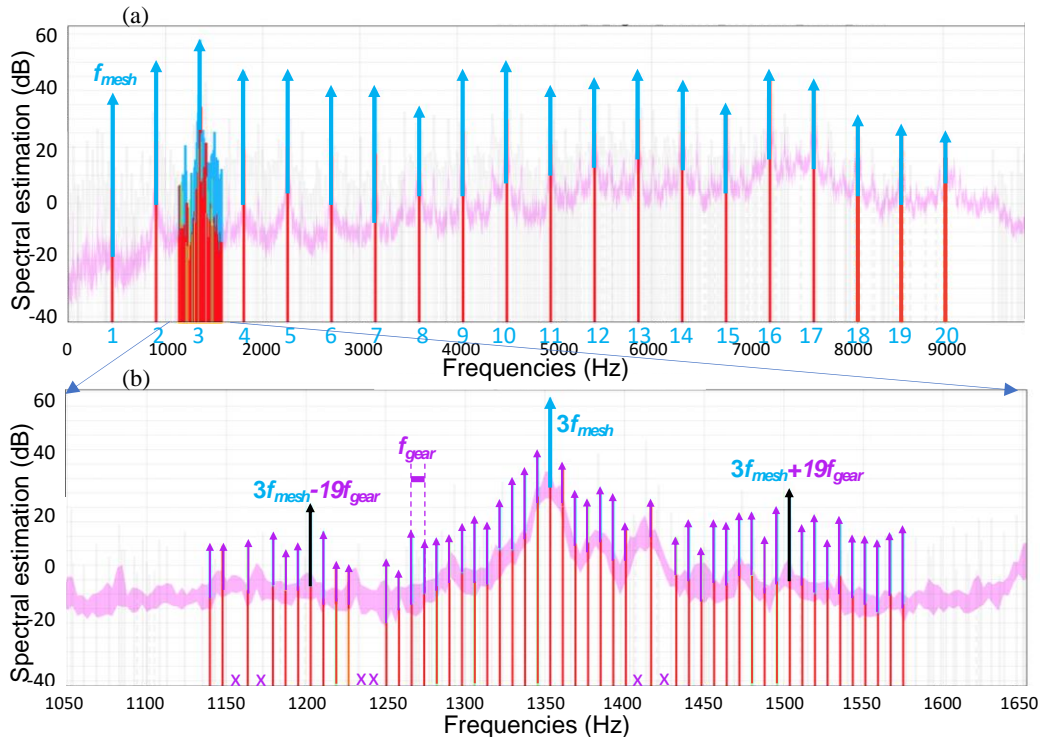 (a)
60
40
20
0
-20
-40
Spectral estimation (dB)
f_mesh
1 2 3 4 5 6 7 8 9 10 11 12 13 14 15 16 17 18 19 20
0 1000 2000 3000 4000 5000 6000 7000 8000 9000
Frequencies (Hz)
(b)
60
40
20
0
-20
-40
Spectral estimation (dB)
3f_mesh
f_gear
3f_mesh-19f_gear
3f_mesh+19f_gear
x x x x x x
1050 1100 1150 1200 1250 1300 1350 1400 1450 1500 1550 1600 1650
Frequencies (Hz)